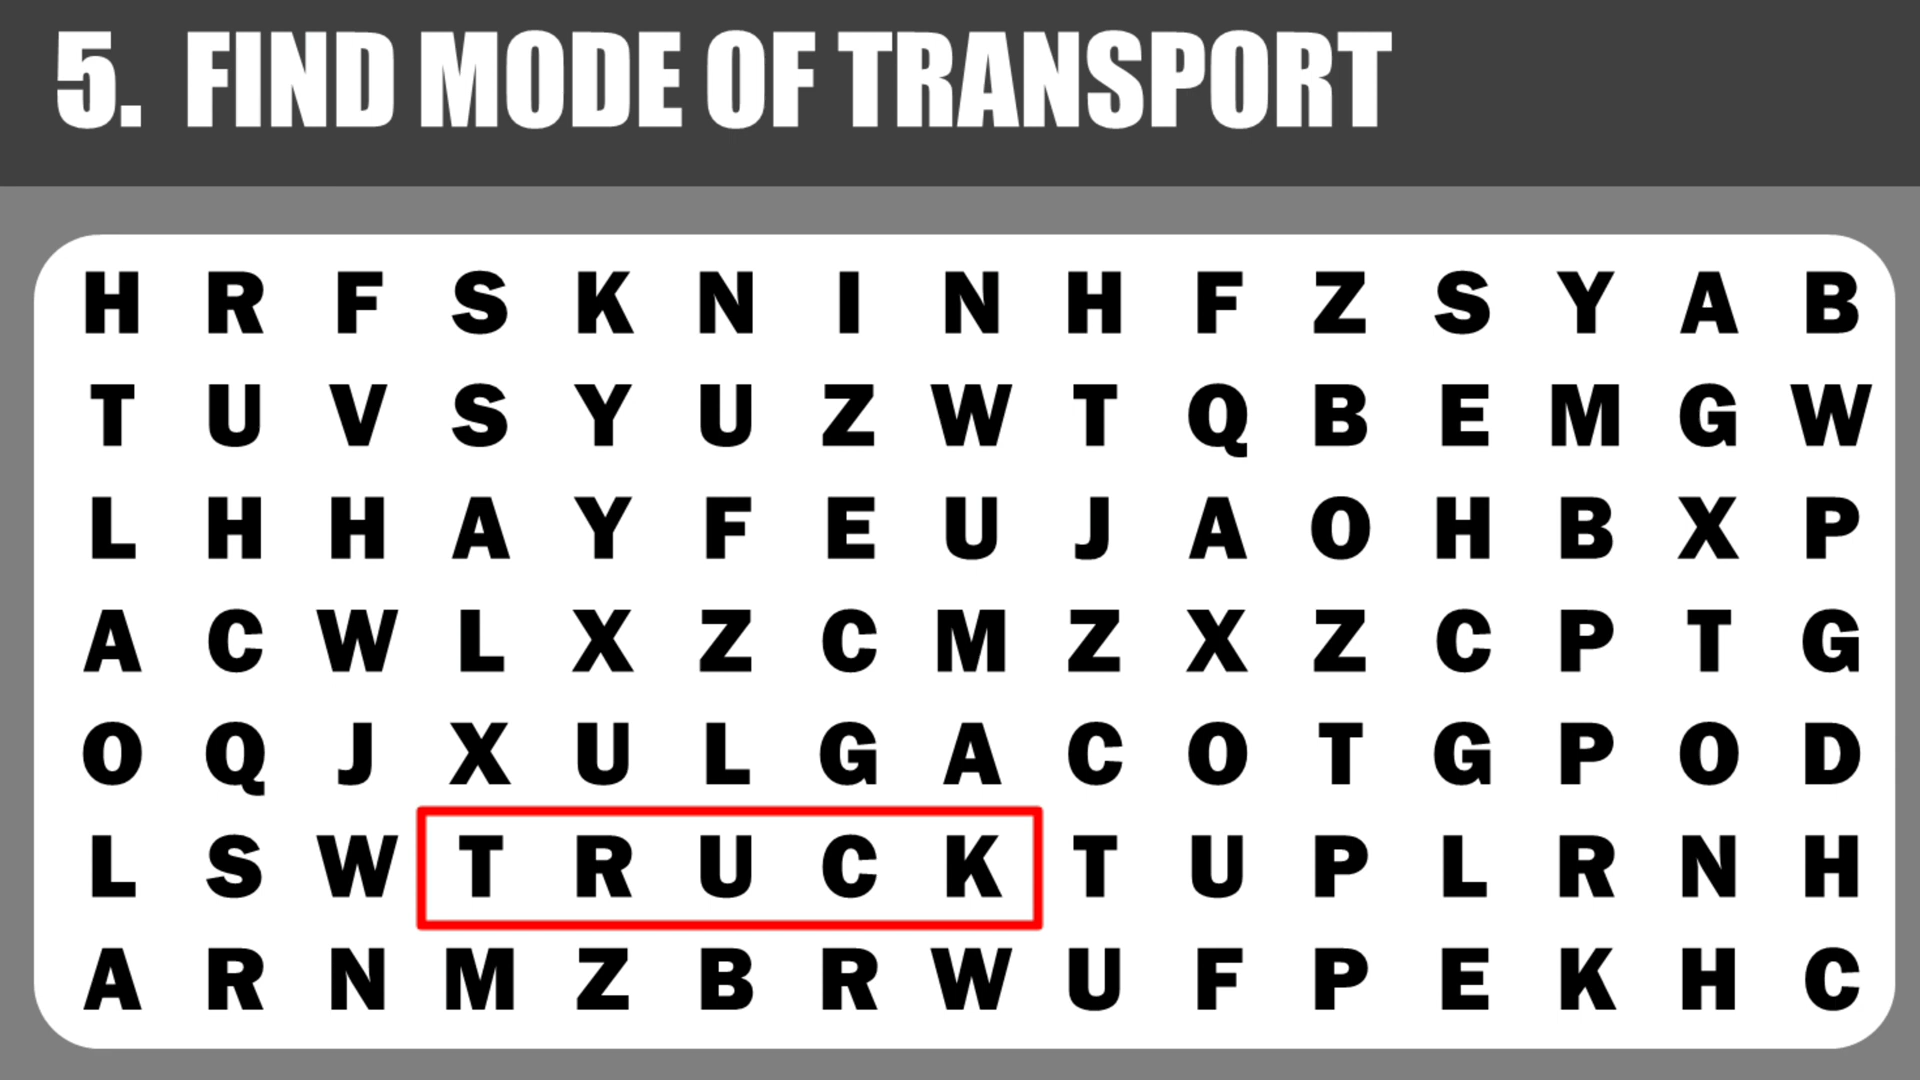 5. FIND MODE OF TRANSPORT
H R F S K N I N H F Z S Y A B
T U V S Y U Z W T Q B E M G W
L H H A Y F E U J A O H B X P
A C W L X Z C M Z X Z C P T G
O Q J X U L G A C O T G P O D
L S W T R U C K T U P L R N H
A R N M Z B R W U F P E K H C